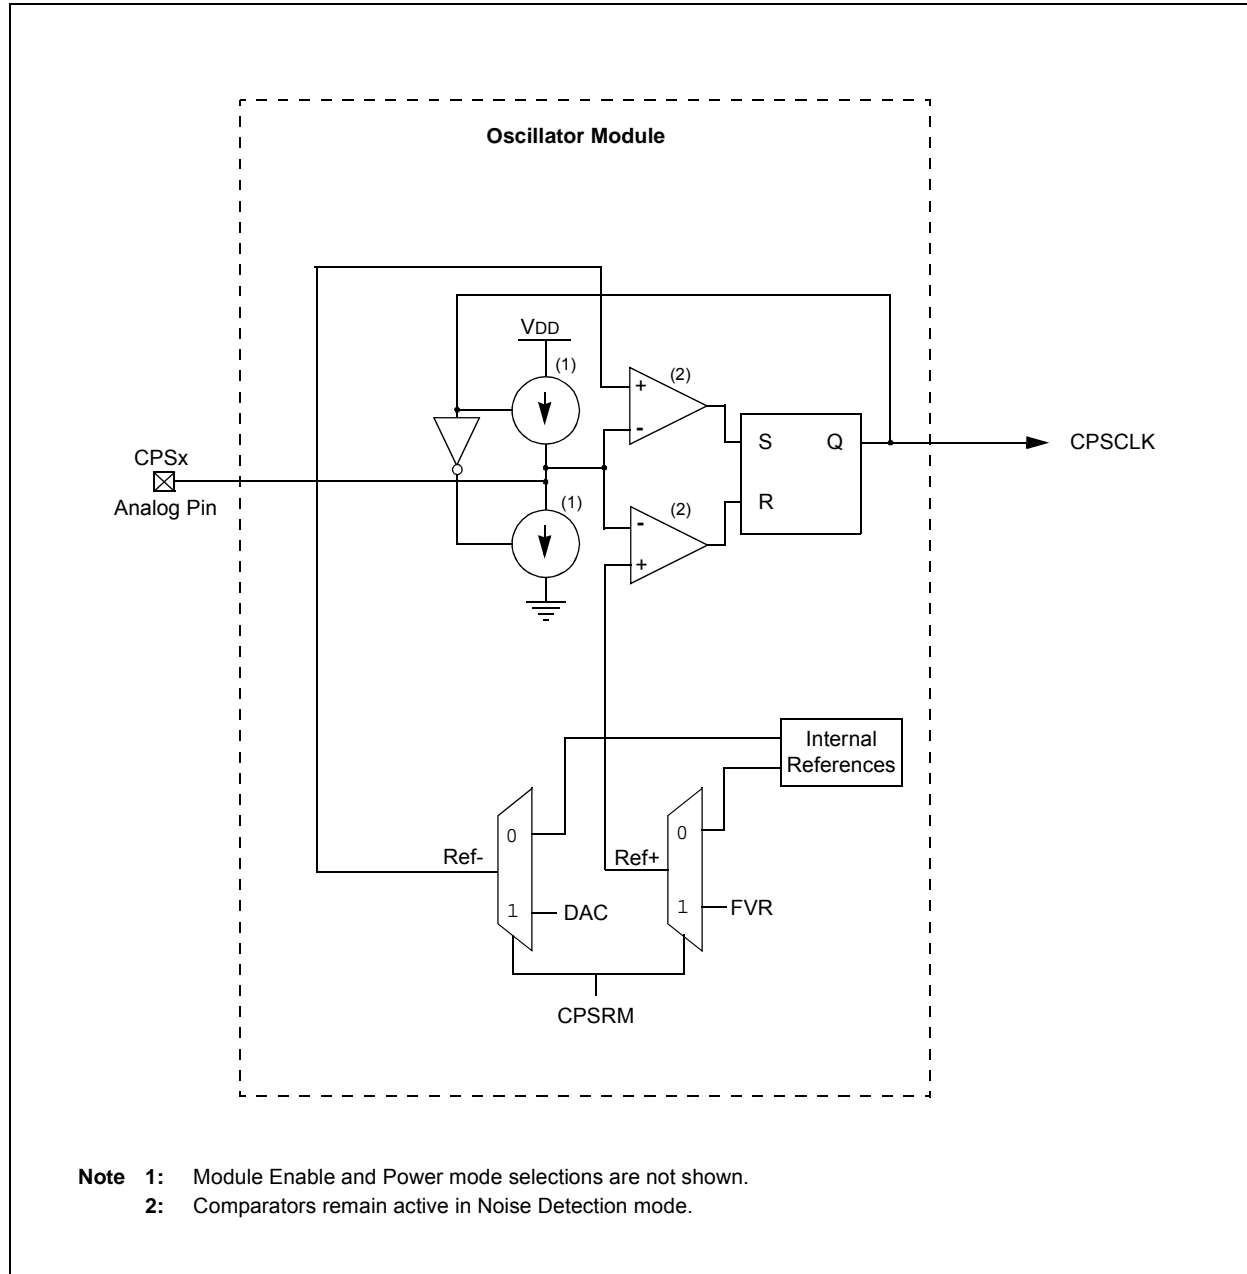 Oscillator Module
VDD
(1)
(2)
+
-
S Q
CPSCLK
CPSx
Analog Pin
(1)
(2)
R
-
+
Internal
References
0
0
Ref-
Ref+
1
DAC
1
FVR
CPSRM
Note 1: Module Enable and Power mode selections are not shown.
2: Comparators remain active in Noise Detection mode.